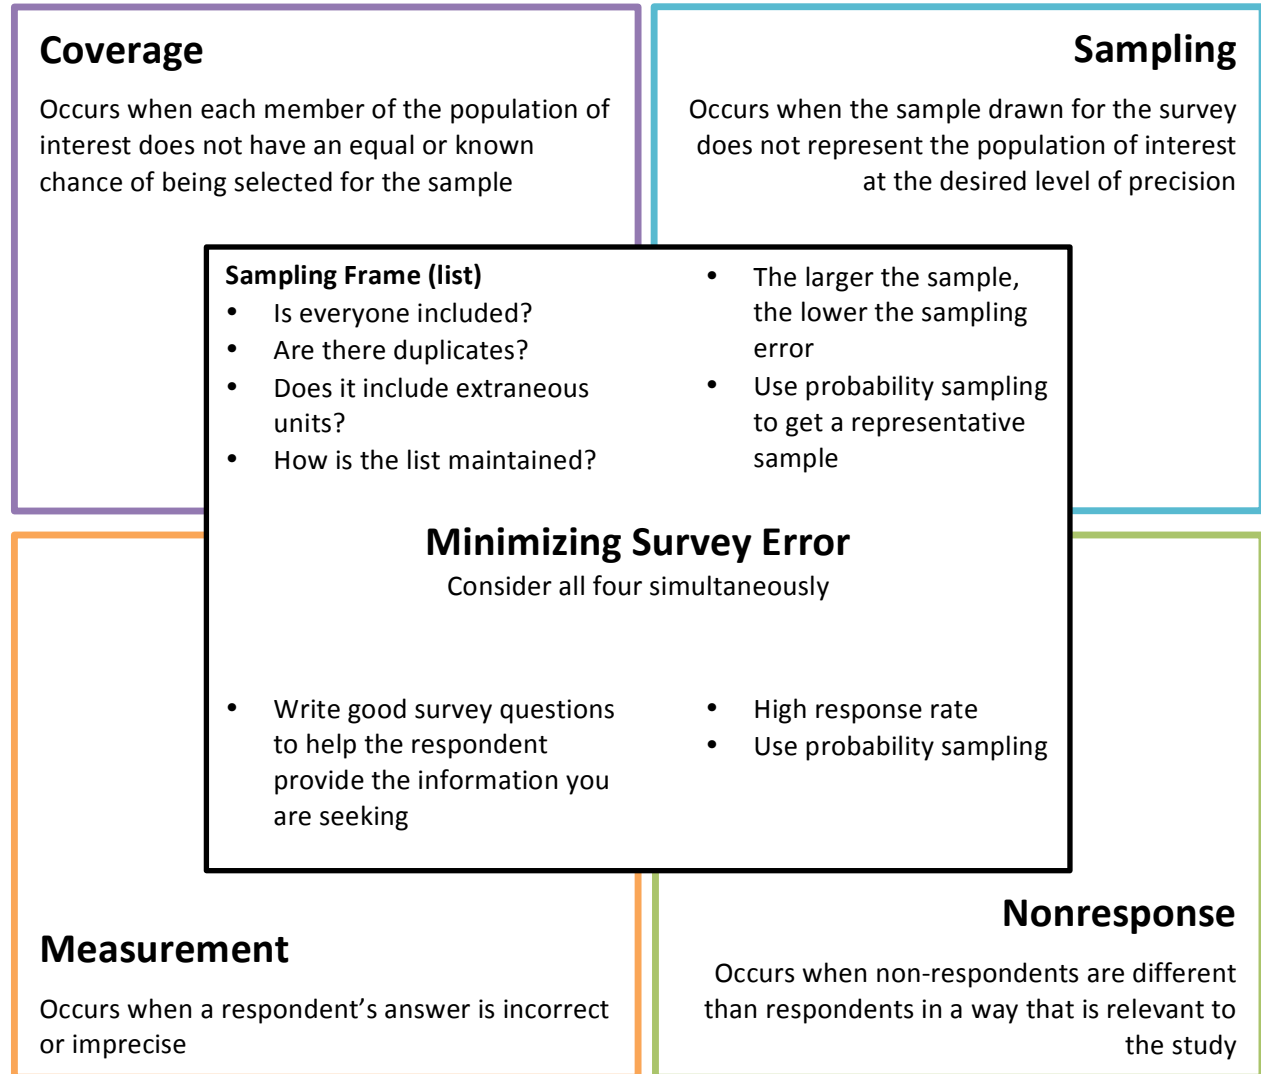 Coverage
Occurs when each member of the population of
interest does not have an equal or known
chance of being selected for the sample
Sampling
Occurs when the sample drawn for the survey
does not represent the population of interest
at the desired level of precision
Sampling Frame (list)
• Is everyone included?
• Are there duplicates?
• Does it include extraneous
units?
• How is the list maintained?
• The larger the sample,
the lower the sampling
error
• Use probability sampling
to get a representative
sample
Minimizing Survey Error
Consider all four simultaneously
• Write good survey questions
to help the respondent
provide the information you
are seeking
• High response rate
• Use probability sampling
Measurement
Occurs when a respondent’s answer is incorrect
or imprecise
Nonresponse
Occurs when non-respondents are different
than respondents in a way that is relevant to
the study